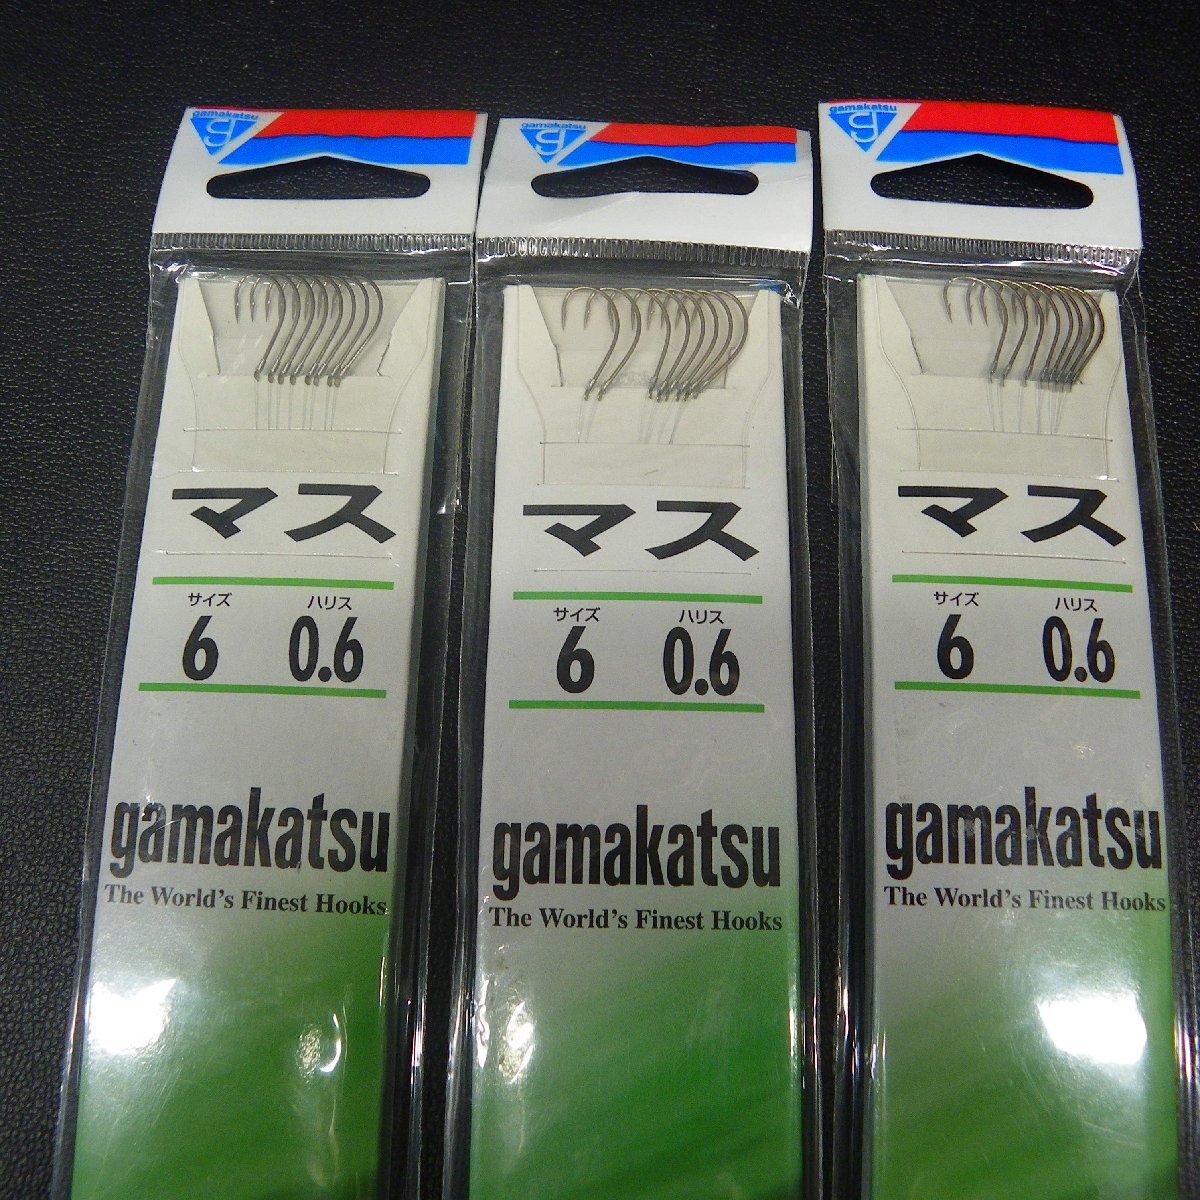 gamakatsu
G
マス
サイズ ハリス
6 0.6
gamakatsu
The World's Finest Hooks
gamakatsu
G
マス
サイズ ハリス
6 0.6
gamakatsu
The World's Finest Hooks
gamakatsu
G
マス
サイズ ハリス
6 0.6
gamakatsu
The World's Finest Hooks